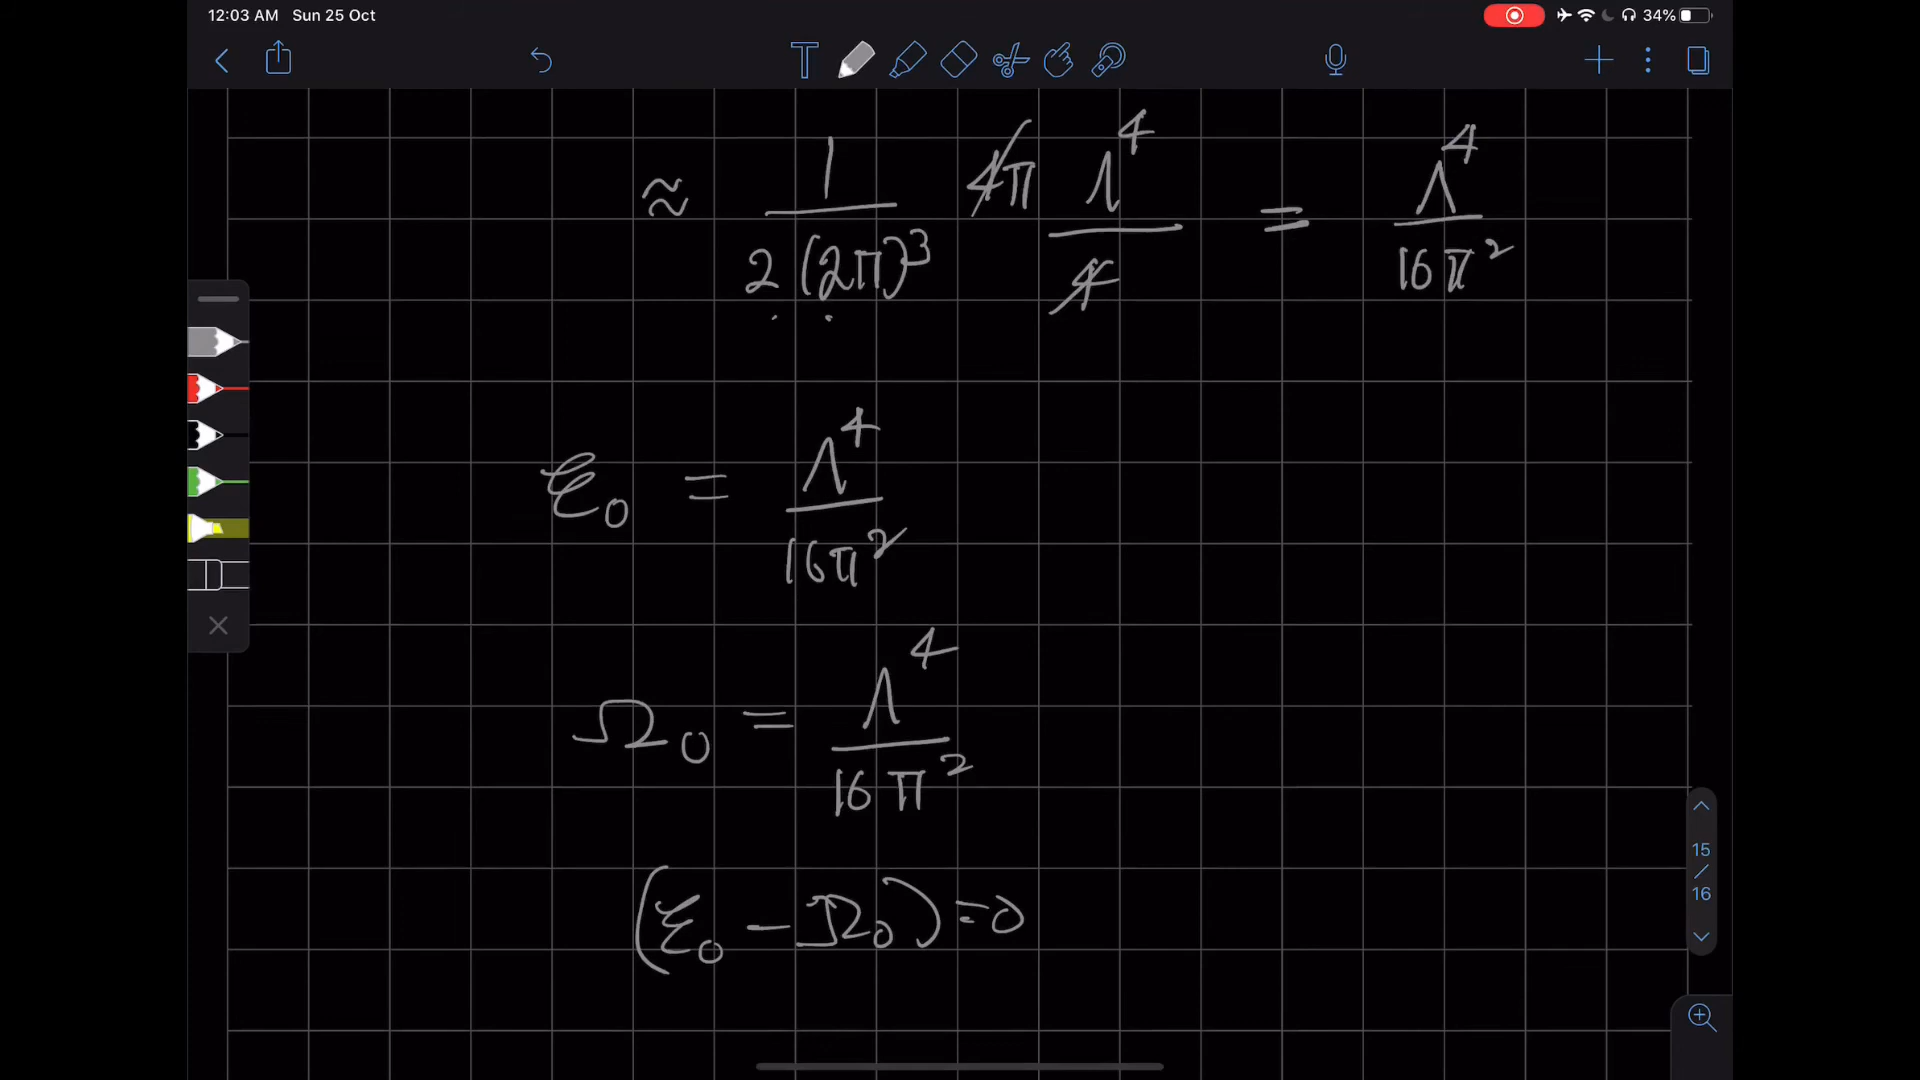 12:03 AM Sun 25 Oct 34%
≈ 1 / 2(2π)³ 4π Λ⁴ / 4 = Λ⁴ / 16π²
ℰ₀ = Λ⁴ / 16π²
Ω₀ = Λ⁴ / 16π²
(ℰ₀ − Ω₀) = 0
15
/
16